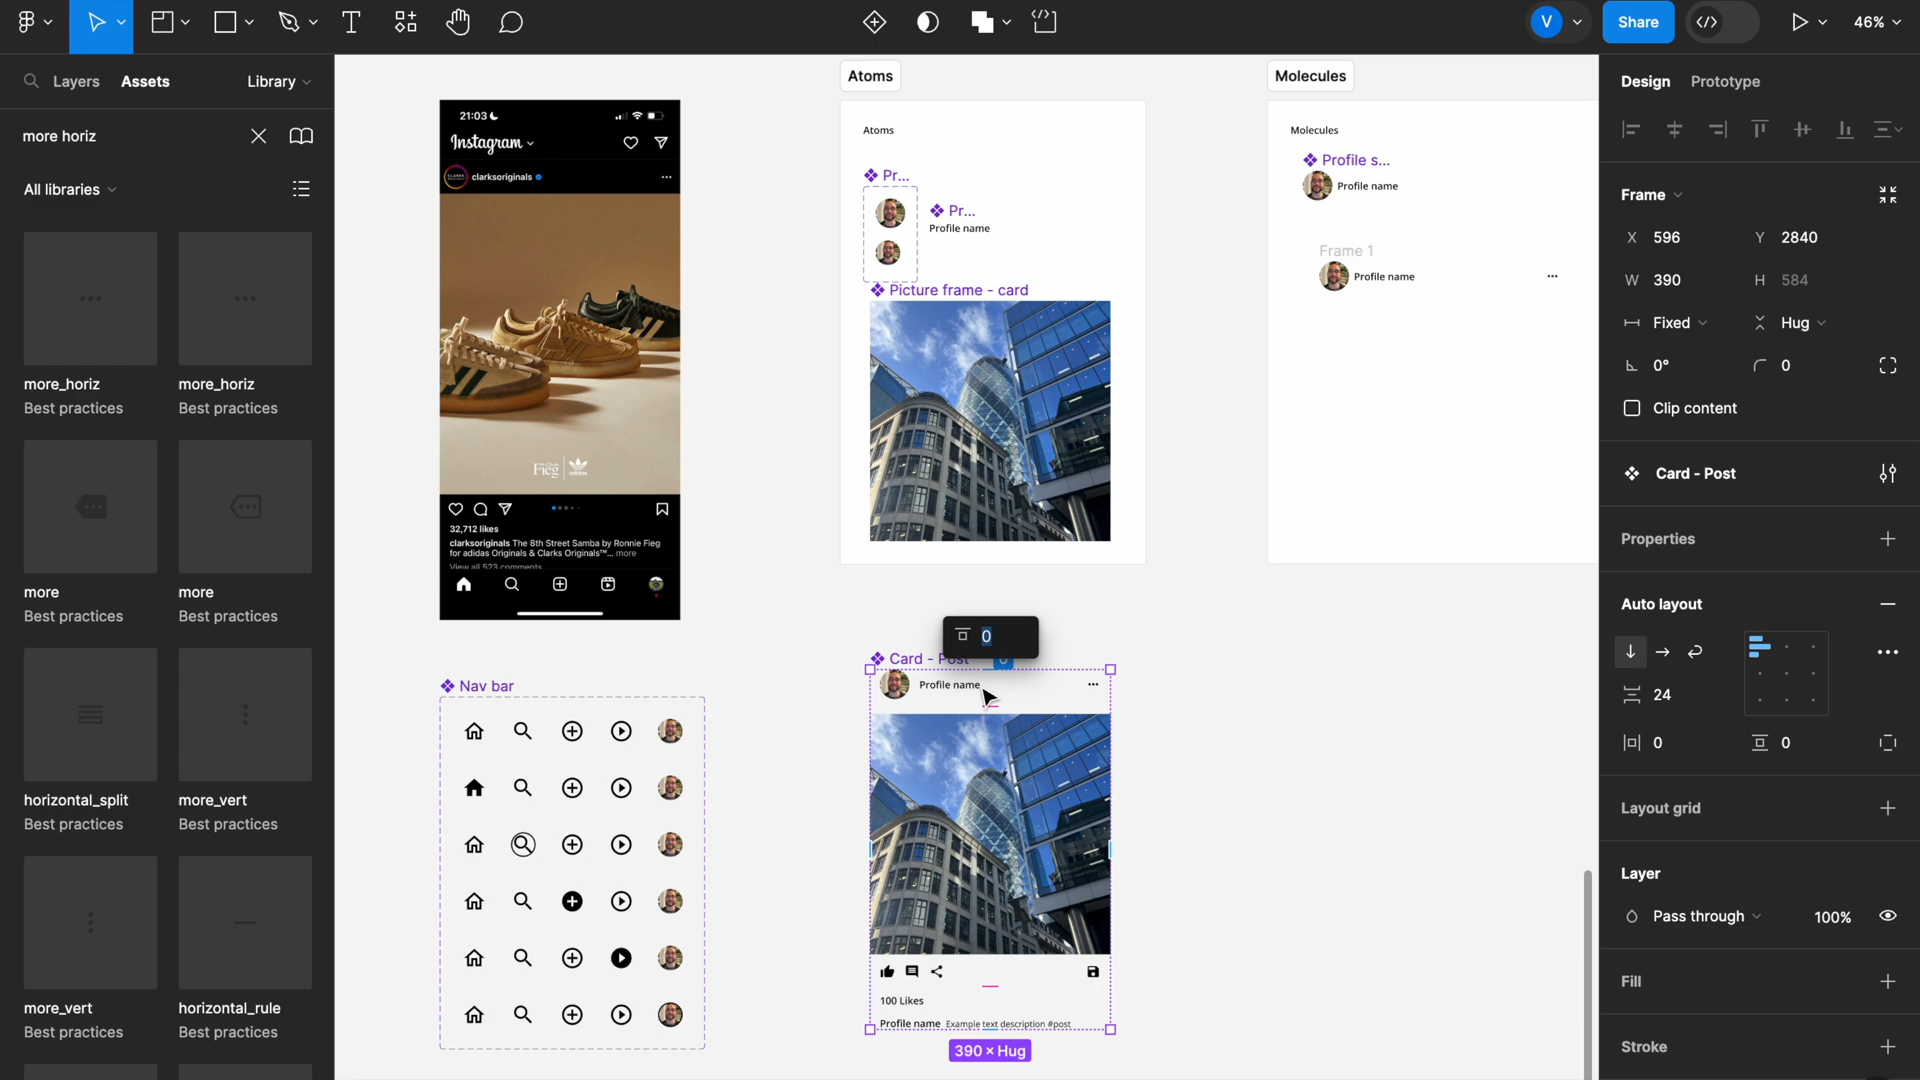 V
Share
46%
Layers
Assets
Library
more horiz
All libraries
more_horiz
Best practices
more_horiz
Best practices
more
Best practices
more
Best practices
horizontal_split
Best practices
more_vert
Best practices
more_vert
Best practices
horizontal_rule
Best practices
21:03
Instagram
clarksoriginals
Fieg
adidas
32,712 likes
clarksoriginals The 8th Street Samba by Ronnie Fieg
for adidas Originals & Clarks Originals™... more
View all 523 comments
Nav bar
Atoms
Atoms
Pr...
Pr...
Profile name
Picture frame - card
0
Card - Post
Profile name
100 Likes
Profile name Example text description #post
390 × Hug
Molecules
Molecules
Profile s...
Profile name
Frame 1
Profile name
Design
Prototype
Frame
X 596
Y 2840
W 390
H 584
Fixed
Hug
0°
0
Clip content
Card - Post
Properties
Auto layout
24
0
0
Layout grid
Layer
Pass through
100%
Fill
Stroke